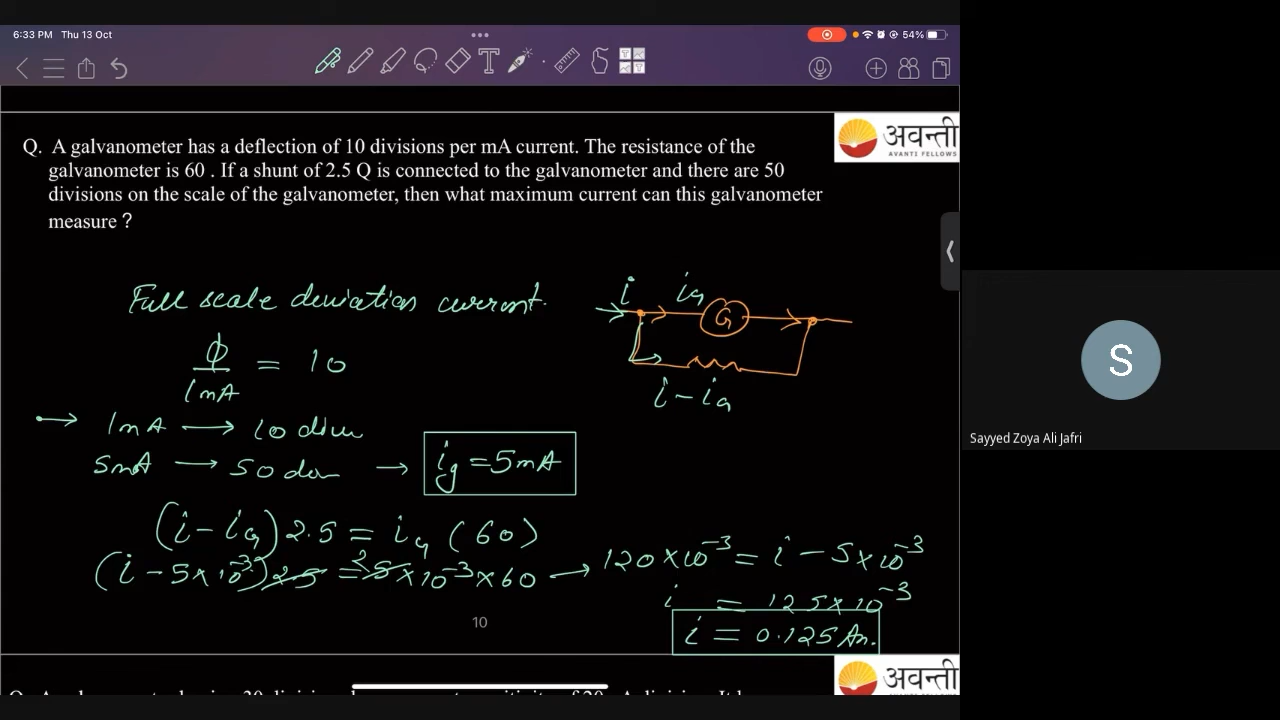 6:33 PM Thu 13 Oct
54%
अवन्ती
AVANTI FELLOWS
Q. A galvanometer has a deflection of 10 divisions per mA current. The resistance of the
galvanometer is 60 . If a shunt of 2.5 Q is connected to the galvanometer and there are 50
divisions on the scale of the galvanometer, then what maximum current can this galvanometer
measure ?
Full scale deviation current.
i ig
G
i - ig
ϕ/1mA = 10
→ 1mA → 10 divn
5mA → 50 divn → ig = 5mA
(i - ig) 2.5 = ig (60)
(i - 5×10⁻³) 2.5 = 5×10⁻³×60 → 120×10⁻³ = i - 5×10⁻³
i = 125×10⁻³
i = 0.125 An.
10
अवन्ती
AVANTI FELLOWS
S
Sayyed Zoya Ali Jafri